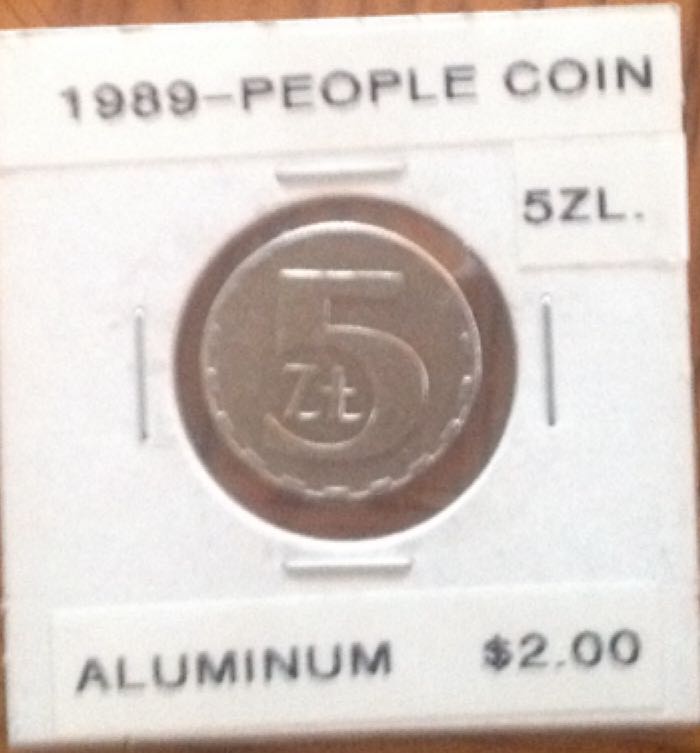 1989-PEOPLE COIN
5ZL.
5
Zł
ALUMINUM $2.00